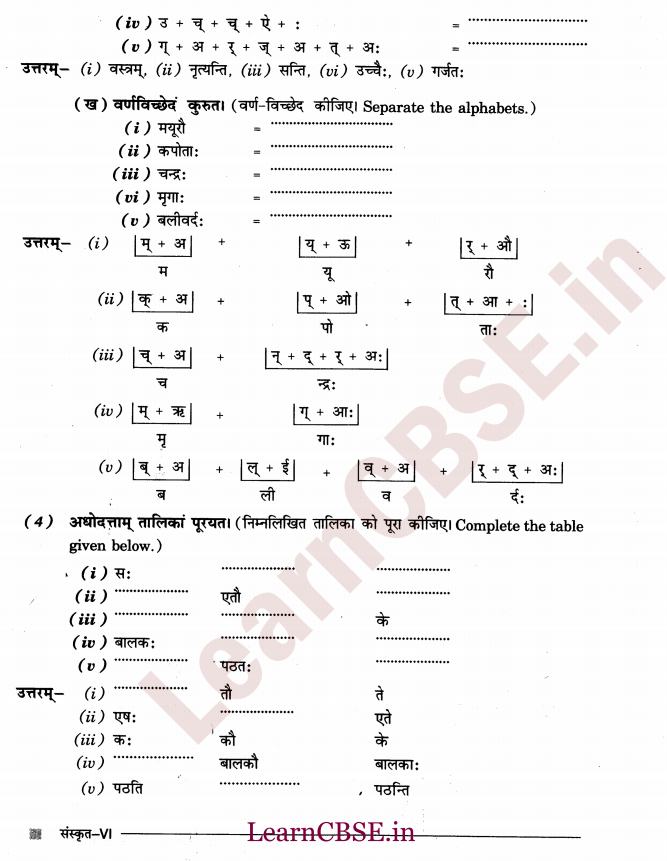 (iv) उ + च् + च् + ऐ + : = ..............................
(v) ग् + अ + र् + ज् + अ + त् + अ: = ..............................
उत्तरम्– (i) वस्त्रम्, (ii) नृत्यन्ति, (iii) सन्ति, (vi) उच्चै:, (v) गर्जत:
(ख) वर्णविच्छेदं कुरुत। (वर्ण-विच्छेद कीजिए। Separate the alphabets.)
(i) मयूरौ = ..............................
(ii) कपोता: = ..............................
(iii) चन्द्र: = ..............................
(vi) मृगा: = ..............................
(v) बलीवर्द: = ..............................
उत्तरम्– (i) म् + अ + य् + ऊ + र् + औ
म यू रौ
(ii) क् + अ + प् + ओ + त् + आ + :
क पो ता:
(iii) च् + अ + न् + द् + र् + अ:
च न्द्र:
(iv) म् + ऋ + ग् + आ:
मृ गा:
(v) ब् + अ + ल् + ई + व् + अ + र् + द् + अ:
ब ली व र्द:
(4) अधोदत्ताम् तालिकां पूरयत। (निम्नलिखित तालिका को पूरा कीजिए। Complete the table
given below.)
(i) स: .................... ....................
(ii) .................... एतौ ....................
(iii) .................... .................... के
(iv) बालक: .................... ....................
(v) .................... पठत: ....................
उत्तरम्– (i) .................... तौ ते
(ii) एष: .................... एते
(iii) क: कौ के
(iv) .................... बालकौ बालका:
(v) पठति .................... पठन्ति
संस्कृत–VI LearnCBSE.in
LearnCBSE.in